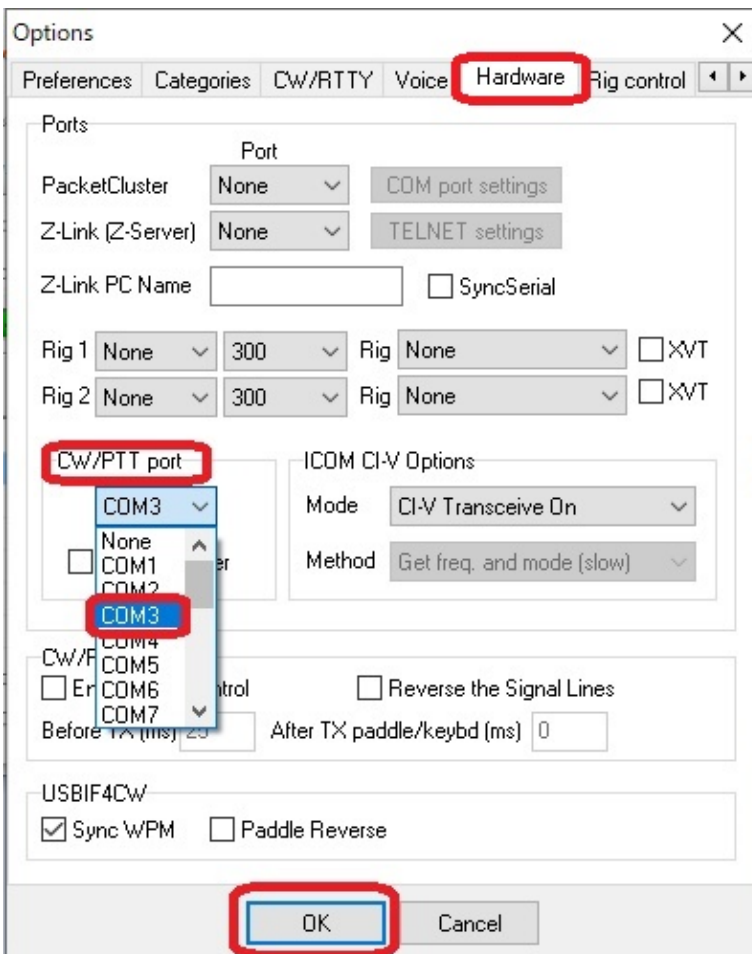 Options
Preferences Categories CW/RTTY Voice Hardware Rig control
Ports
Port
PacketCluster None COM port settings
Z-Link (Z-Server) None TELNET settings
Z-Link PC Name SyncSerial
Rig 1 None 300 Rig None XVT
Rig 2 None 300 Rig None XVT
CW/PTT port
COM3
None
COM1
COM2
COM3
COM4
COM5
COM6
COM7
ICOM CI-V Options
Mode CI-V Transceive On
Method Get freq. and mode (slow)
Reverse the Signal Lines
Before TX (ms) 25 After TX paddle/keybd (ms) 0
USBIF4CW
Sync WPM Paddle Reverse
OK Cancel